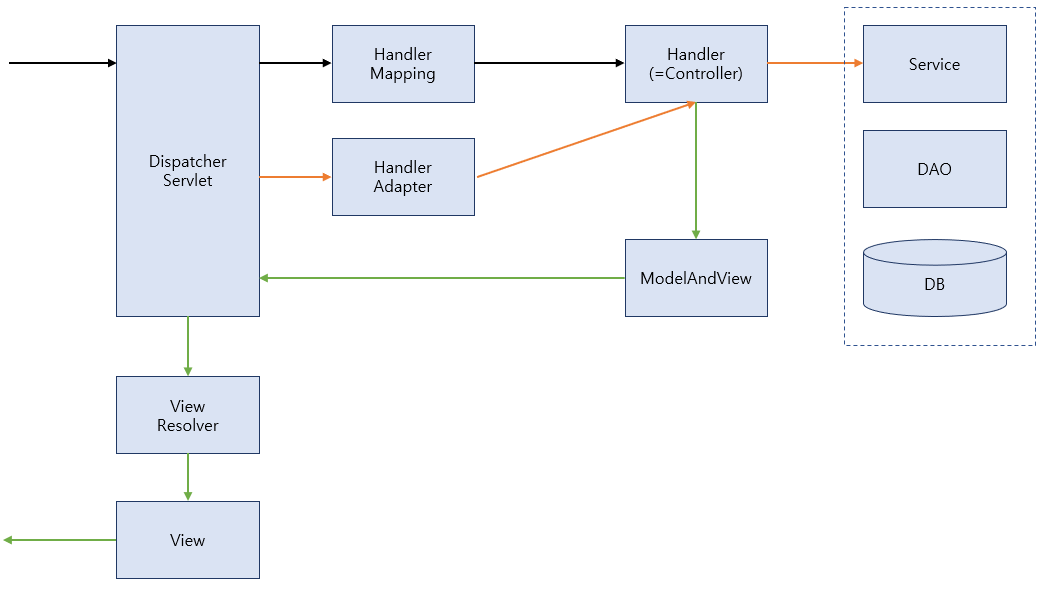 Dispatcher
Servlet
Handler
Mapping
Handler
(=Controller)
Service
Handler
Adapter
DAO
ModelAndView
DB
View
Resolver
View